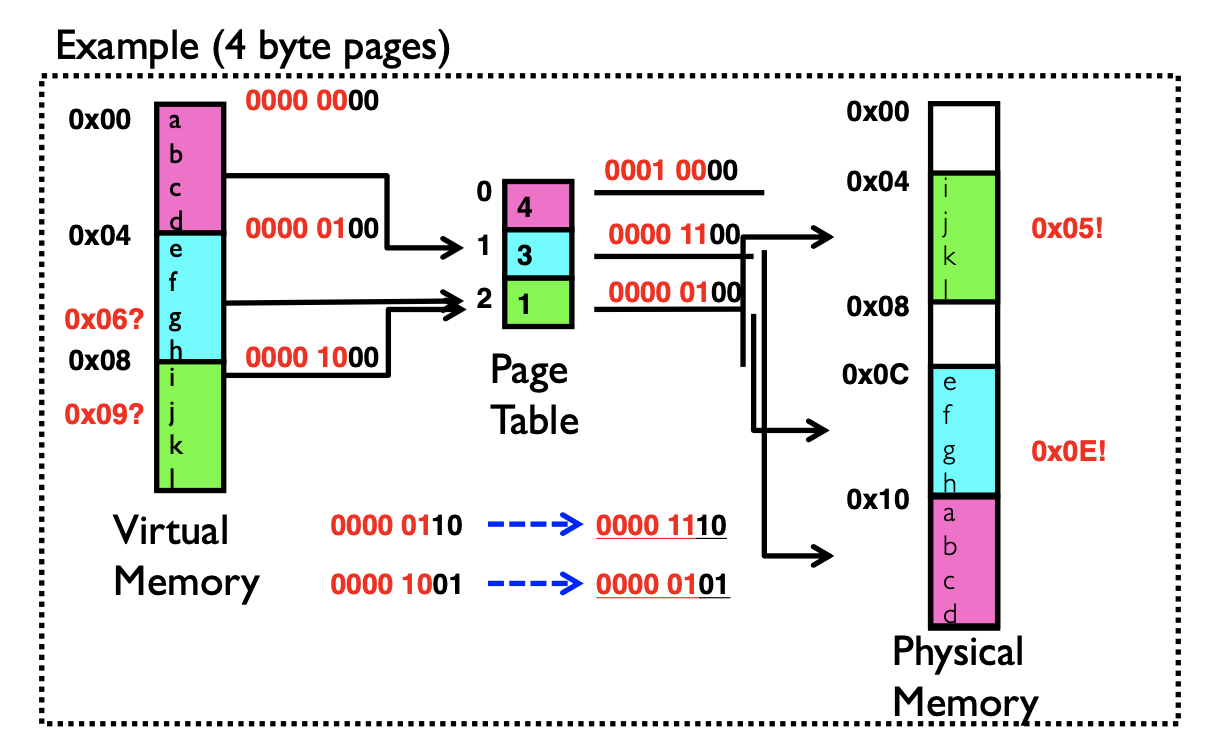 Example (4 byte pages)
0x00
a
b
c
d
0x04
e
f
g
h
0x06?
0x08
i
j
k
l
0x09?
Virtual
Memory
0000 0000
0000 0100
0000 1000
0
4
1
3
2
1
Page
Table
0001 0000
0000 1100
0000 0100
0000 0110
0000 1110
0000 1001
0000 0101
0x00
0x04
i
j
k
l
0x05!
0x08
0x0C
e
f
g
h
0x0E!
0x10
a
b
c
d
Physical
Memory